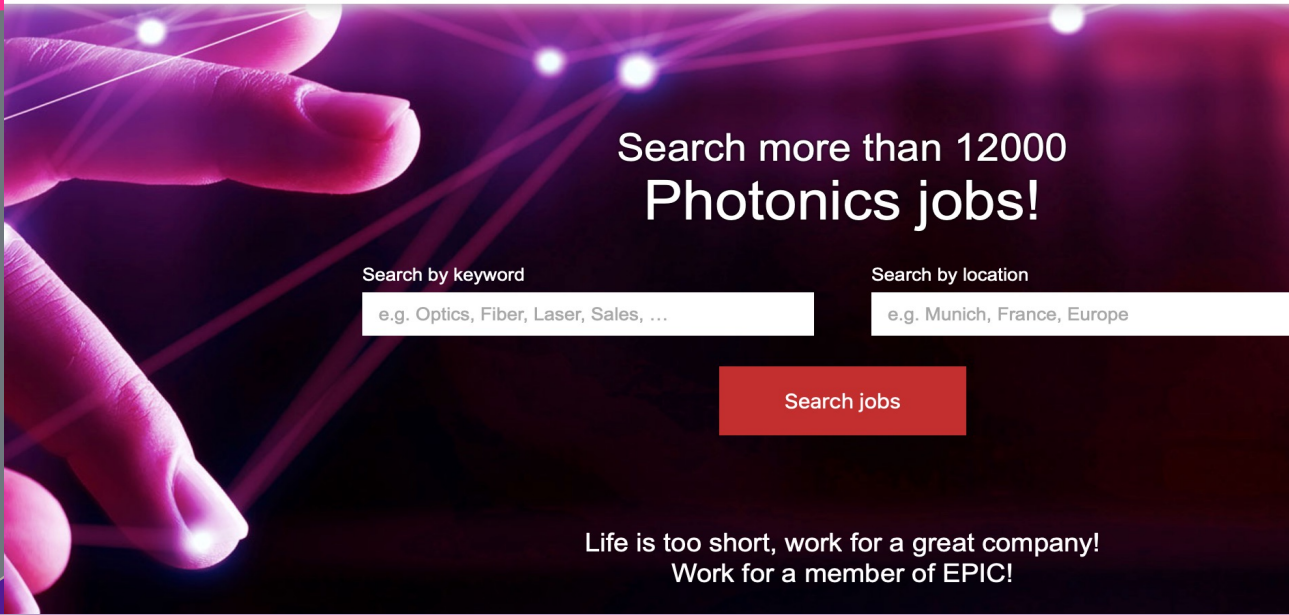 Search more than 12000
Photonics jobs!
Search by keyword
Search by location
e.g. Optics, Fiber, Laser, Sales, …
e.g. Munich, France, Europe
Search jobs
Life is too short, work for a great company!
Work for a member of EPIC!